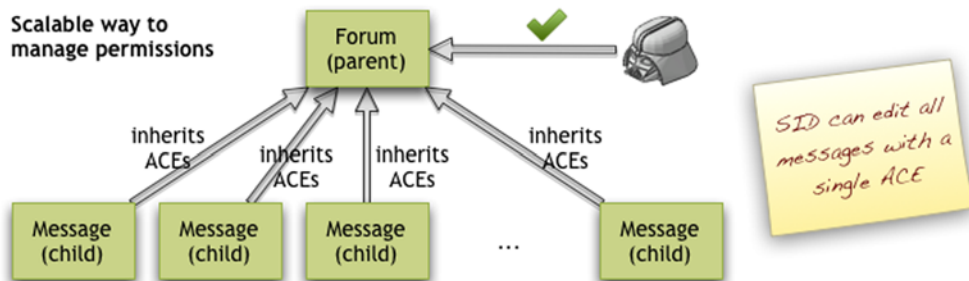 Scalable way to
manage permissions
Forum
(parent)
inherits
ACEs
inherits
ACEs
inherits
ACEs
inherits
ACEs
Message
(child)
Message
(child)
Message
(child)
...
Message
(child)
SID can edit all
messages with a
single ACE